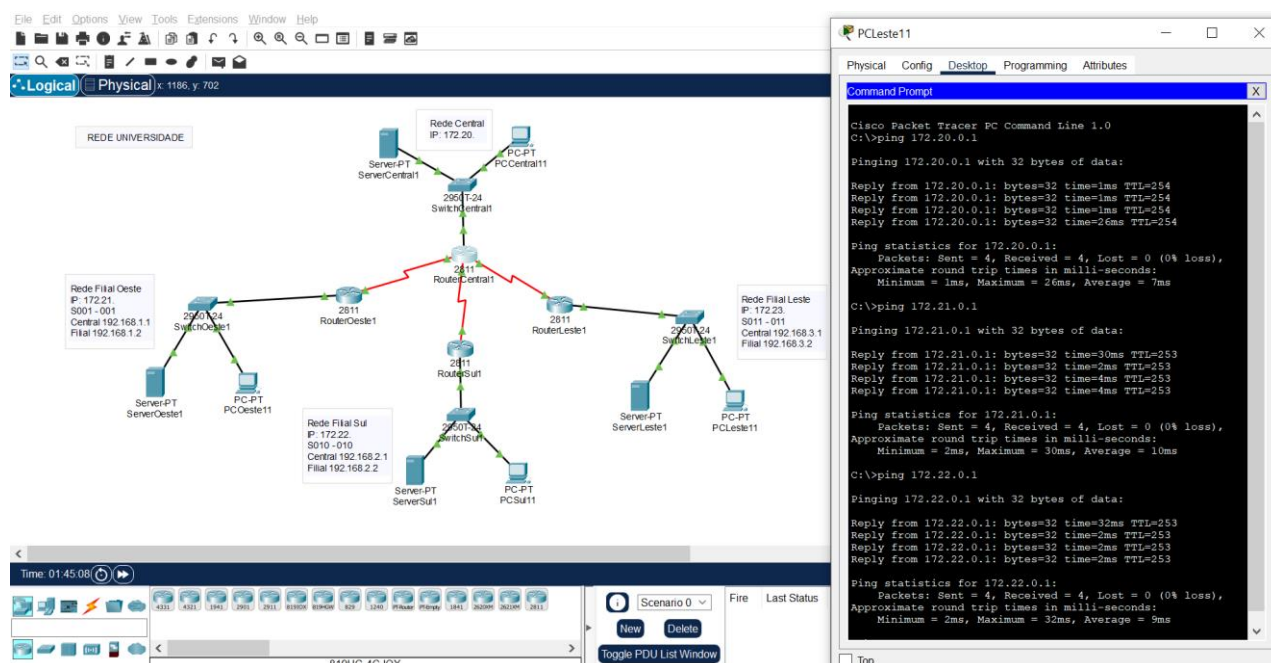 File Edit Options View Tools Extensions Window Help
Logical Physical x: 1186, y: 702
REDE UNIVERSIDADE
Rede Central
IP: 172.20.
Server-PT
ServerCentral1
PC-PT
PCCentral11
2950T-24
SwitchCentral1
2811
RouterCentral1
Rede Filial Oeste
IP: 172.21.
S001 - 001
Central 192.168.1.1
Filial 192.168.1.2
2950T-24
SwitchOeste1
2811
RouterOeste1
Server-PT
ServerOeste1
PC-PT
PCOeste11
2811
RouterLeste1
2950T-24
SwitchLeste1
Rede Filial Leste
IP: 172.23.
S011 - 011
Central 192.168.3.1
Filial 192.168.3.2
Server-PT
ServerLeste1
PC-PT
PCLeste11
2811
RouterSul1
2950T-24
SwitchSul1
Rede Filial Sul
IP: 172.22.
S010 - 010
Central 192.168.2.1
Filial 192.168.2.2
Server-PT
ServerSul1
PC-PT
PCSul11
Time: 01:45:08
4331 4321 1941 2901 2911 819IOX 819HGW 829 1240 PT-Router PT-Empty 1841 2620XM 2621XM 2811
819HG-4G-IOX
Scenario 0
New Delete
Toggle PDU List Window
Fire Last Status
PCLeste11
Physical Config Desktop Programming Attributes
Command Prompt X
Cisco Packet Tracer PC Command Line 1.0
C:\>ping 172.20.0.1
Pinging 172.20.0.1 with 32 bytes of data:
Reply from 172.20.0.1: bytes=32 time=1ms TTL=254
Reply from 172.20.0.1: bytes=32 time=1ms TTL=254
Reply from 172.20.0.1: bytes=32 time=1ms TTL=254
Reply from 172.20.0.1: bytes=32 time=26ms TTL=254
Ping statistics for 172.20.0.1:
Packets: Sent = 4, Received = 4, Lost = 0 (0% loss),
Approximate round trip times in milli-seconds:
Minimum = 1ms, Maximum = 26ms, Average = 7ms
C:\>ping 172.21.0.1
Pinging 172.21.0.1 with 32 bytes of data:
Reply from 172.21.0.1: bytes=32 time=30ms TTL=253
Reply from 172.21.0.1: bytes=32 time=2ms TTL=253
Reply from 172.21.0.1: bytes=32 time=4ms TTL=253
Reply from 172.21.0.1: bytes=32 time=4ms TTL=253
Ping statistics for 172.21.0.1:
Packets: Sent = 4, Received = 4, Lost = 0 (0% loss),
Approximate round trip times in milli-seconds:
Minimum = 2ms, Maximum = 30ms, Average = 10ms
C:\>ping 172.22.0.1
Pinging 172.22.0.1 with 32 bytes of data:
Reply from 172.22.0.1: bytes=32 time=32ms TTL=253
Reply from 172.22.0.1: bytes=32 time=2ms TTL=253
Reply from 172.22.0.1: bytes=32 time=2ms TTL=253
Reply from 172.22.0.1: bytes=32 time=2ms TTL=253
Ping statistics for 172.22.0.1:
Packets: Sent = 4, Received = 4, Lost = 0 (0% loss),
Approximate round trip times in milli-seconds:
Minimum = 2ms, Maximum = 32ms, Average = 9ms
Top